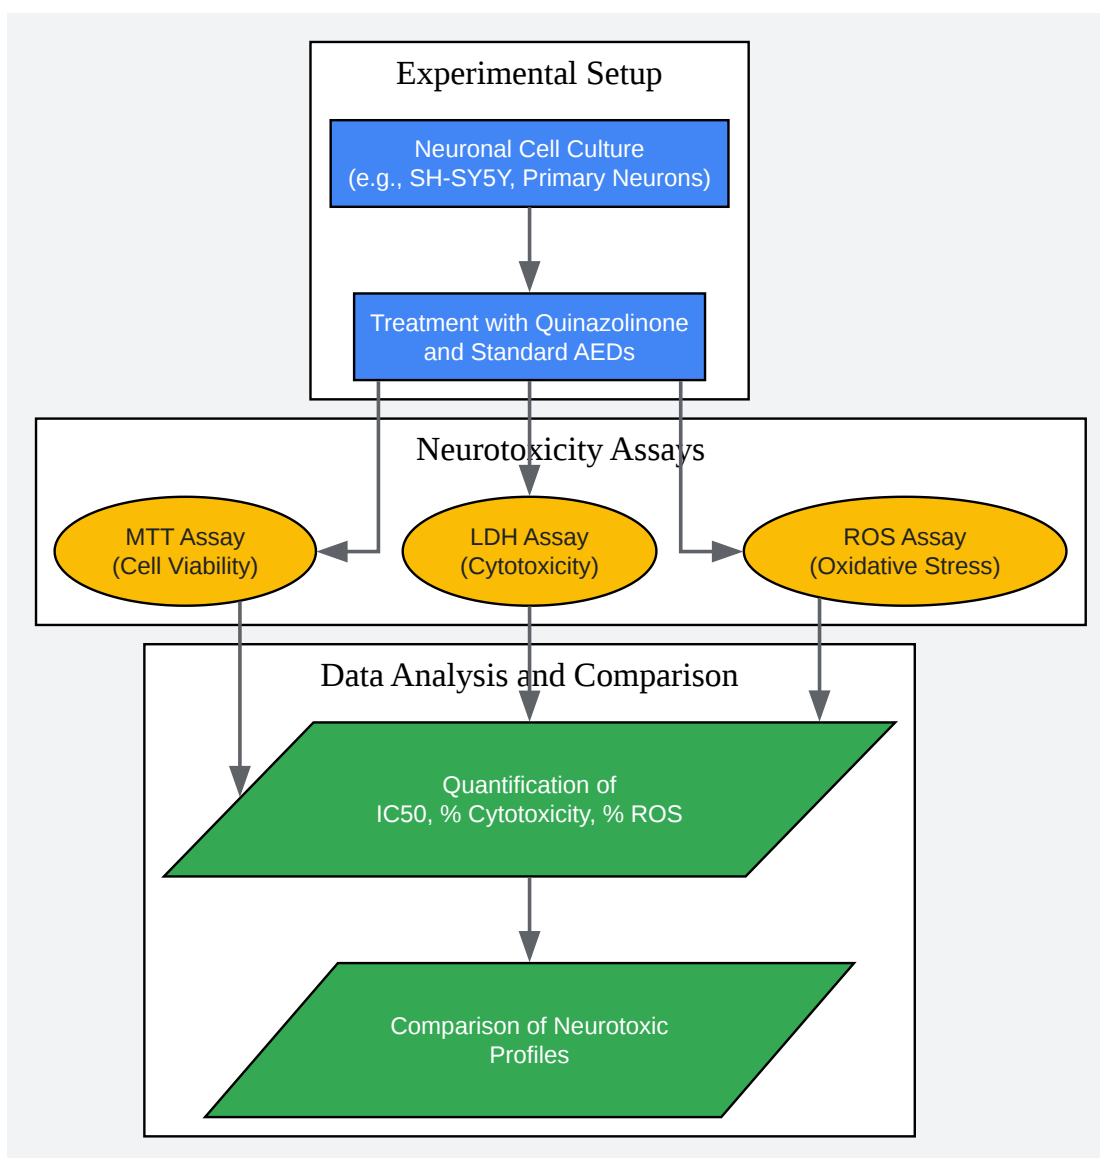 Experimental Setup
Neuronal Cell Culture
(e.g., SH-SY5Y, Primary Neurons)
Treatment with Quinazolinone
and Standard AEDs
Neurotoxicity Assays
MTT Assay
(Cell Viability)
LDH Assay
(Cytotoxicity)
ROS Assay
(Oxidative Stress)
Data Analysis and Comparison
Quantification of
IC50, % Cytotoxicity, % ROS
Comparison of Neurotoxic
Profiles